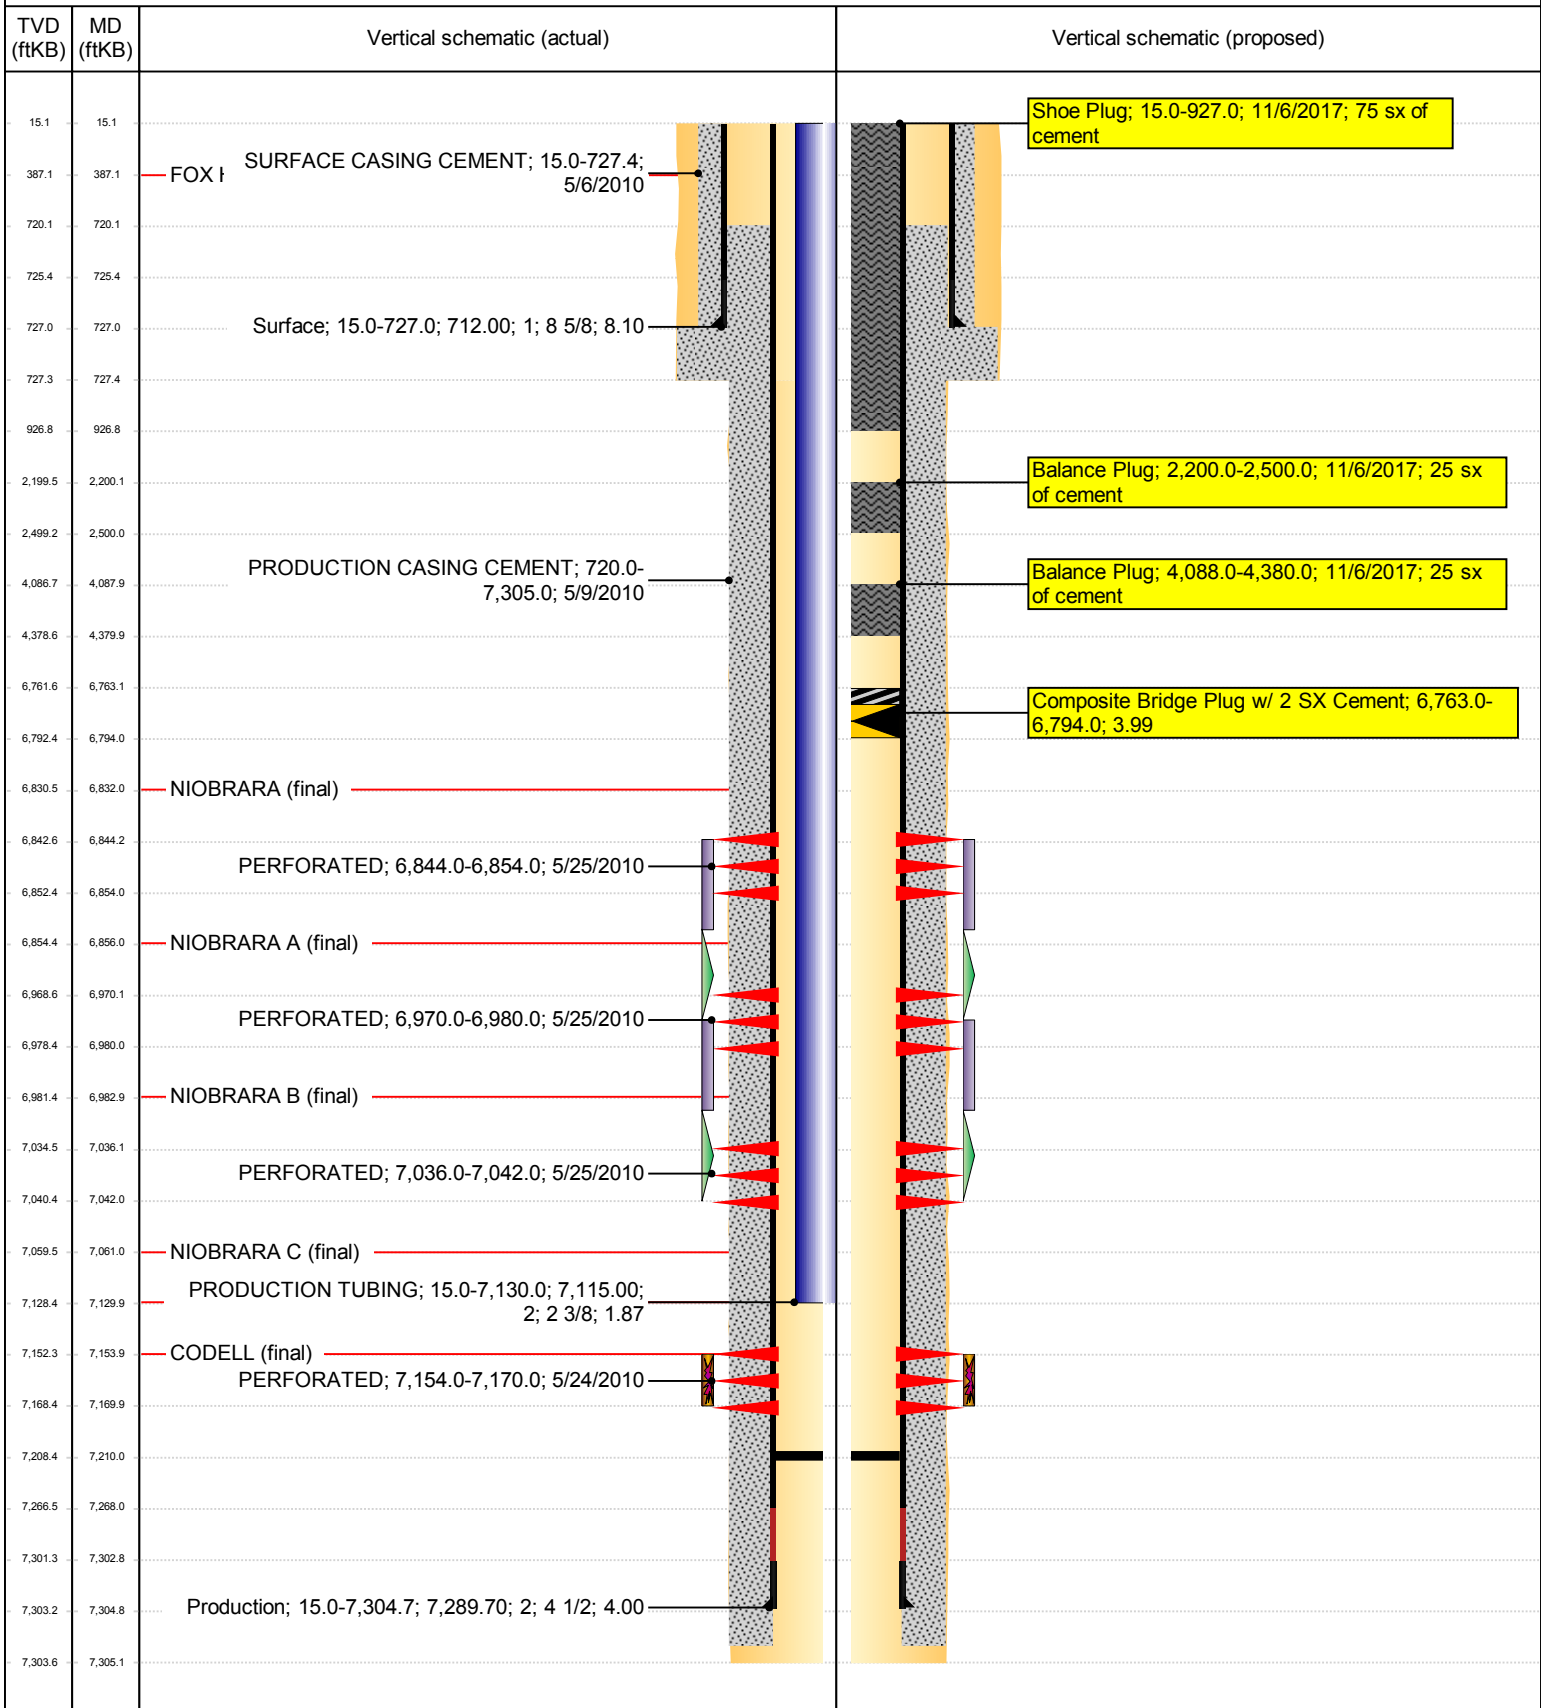 TVD (ftKB)
MD (ftKB)
Vertical schematic (actual)
Vertical schematic (proposed)
15.1 15.1
Shoe Plug; 15.0-927.0; 11/6/2017; 75 sx of
cement
SURFACE CASING CEMENT; 15.0-727.4;
5/6/2010
387.1 387.1
FOX
720.1 720.1
725.4 725.4
727.0 727.0
Surface; 15.0-727.0; 712.00; 1; 8 5/8; 8.10
727.3 727.4
926.8 926.8
2,199.5 2,200.1
Balance Plug; 2,200.0-2,500.0; 11/6/2017; 25 sx
of cement
2,499.2 2,500.0
PRODUCTION CASING CEMENT; 720.0-
7,305.0; 5/9/2010
4,086.7 4,087.9
Balance Plug; 4,088.0-4,380.0; 11/6/2017; 25 sx
of cement
4,378.6 4,379.9
6,761.6 6,763.1
Composite Bridge Plug w/ 2 SX Cement; 6,763.0-
6,794.0; 3.99
6,792.4 6,794.0
6,830.5 6,832.0
NIOBRARA (final)
6,842.6 6,844.2
PERFORATED; 6,844.0-6,854.0; 5/25/2010
6,852.4 6,854.0
6,854.4 6,856.0
NIOBRARA A (final)
6,968.6 6,970.1
PERFORATED; 6,970.0-6,980.0; 5/25/2010
6,978.4 6,980.0
6,981.4 6,982.9
NIOBRARA B (final)
7,034.5 7,036.1
PERFORATED; 7,036.0-7,042.0; 5/25/2010
7,040.4 7,042.0
7,059.5 7,061.0
NIOBRARA C (final)
PRODUCTION TUBING; 15.0-7,130.0; 7,115.00;
2; 2 3/8; 1.87
7,128.4 7,129.9
7,152.3 7,153.9
CODELL (final)
PERFORATED; 7,154.0-7,170.0; 5/24/2010
7,168.4 7,169.9
7,208.4 7,210.0
7,266.5 7,268.0
7,301.3 7,302.8
Production; 15.0-7,304.7; 7,289.70; 2; 4 1/2; 4.00
7,303.2 7,304.8
7,303.6 7,305.1